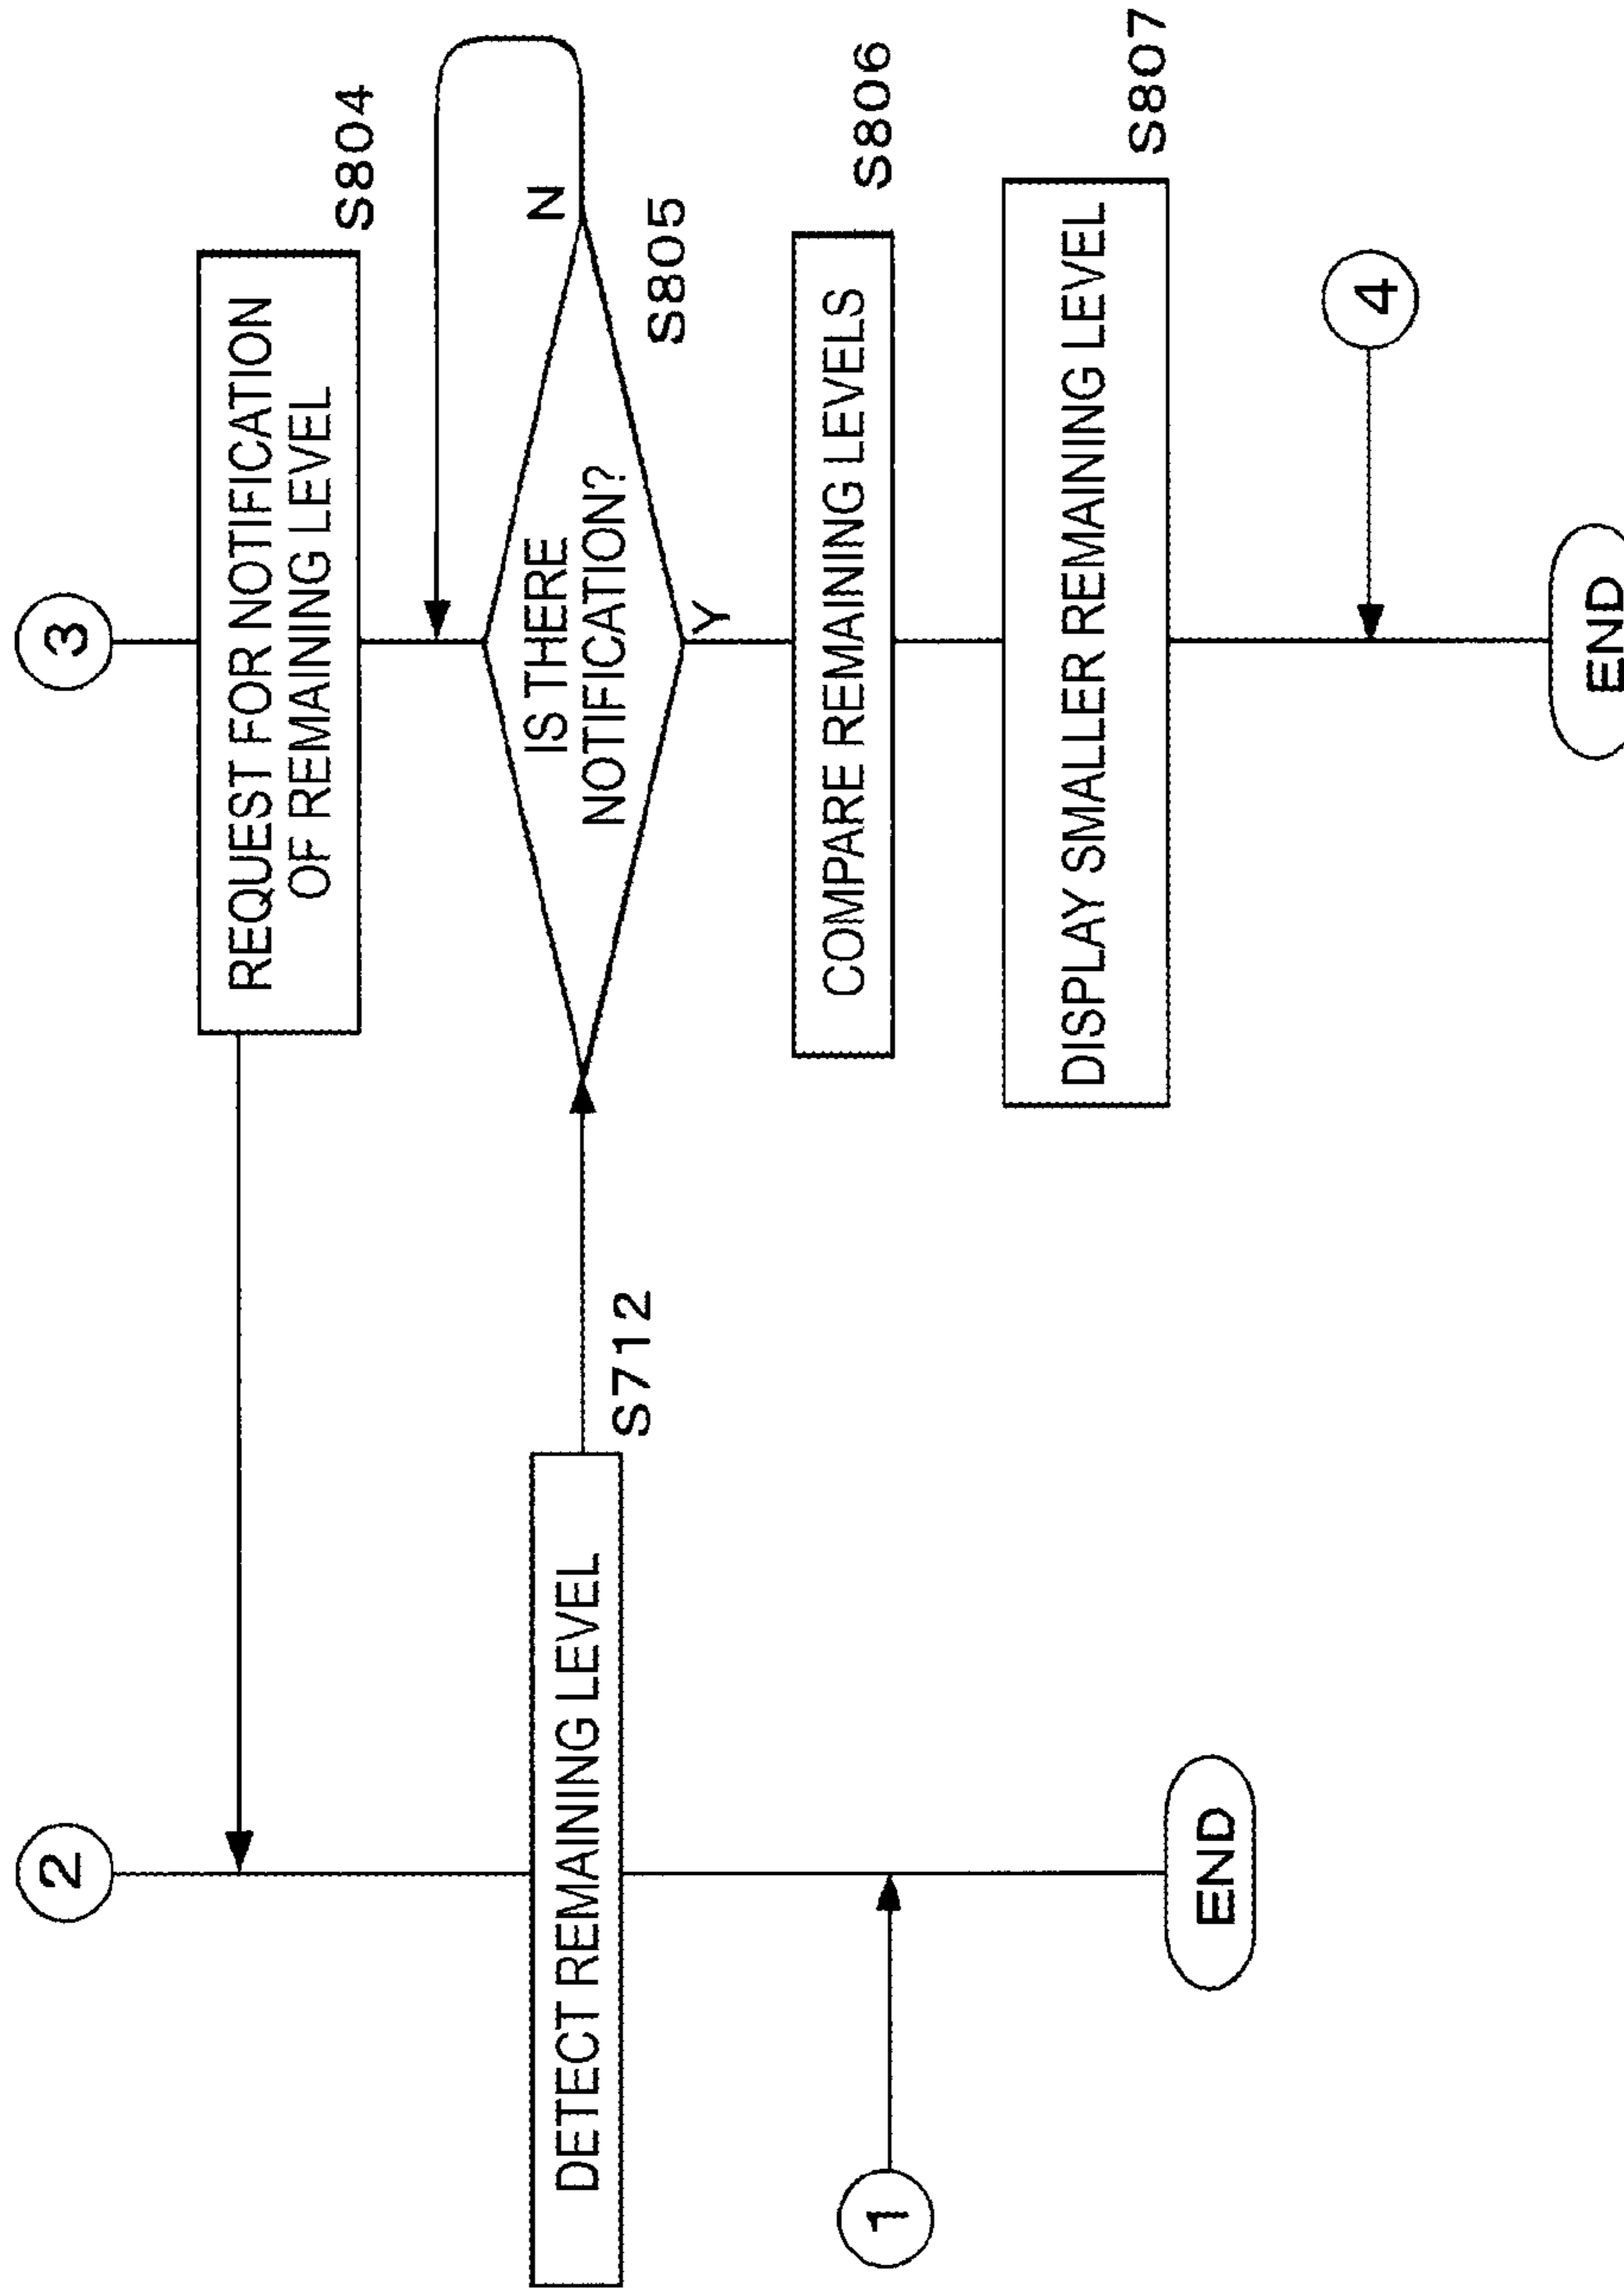 2
3
REQUEST FOR NOTIFICATION
OF REMAINING LEVEL
S804
DETECT REMAINING LEVEL
S712
IS THERE
NOTIFICATION?
N
S805
Y
COMPARE REMAINING LEVELS
S806
1
DISPLAY SMALLER REMAINING LEVEL
S807
END
4
END